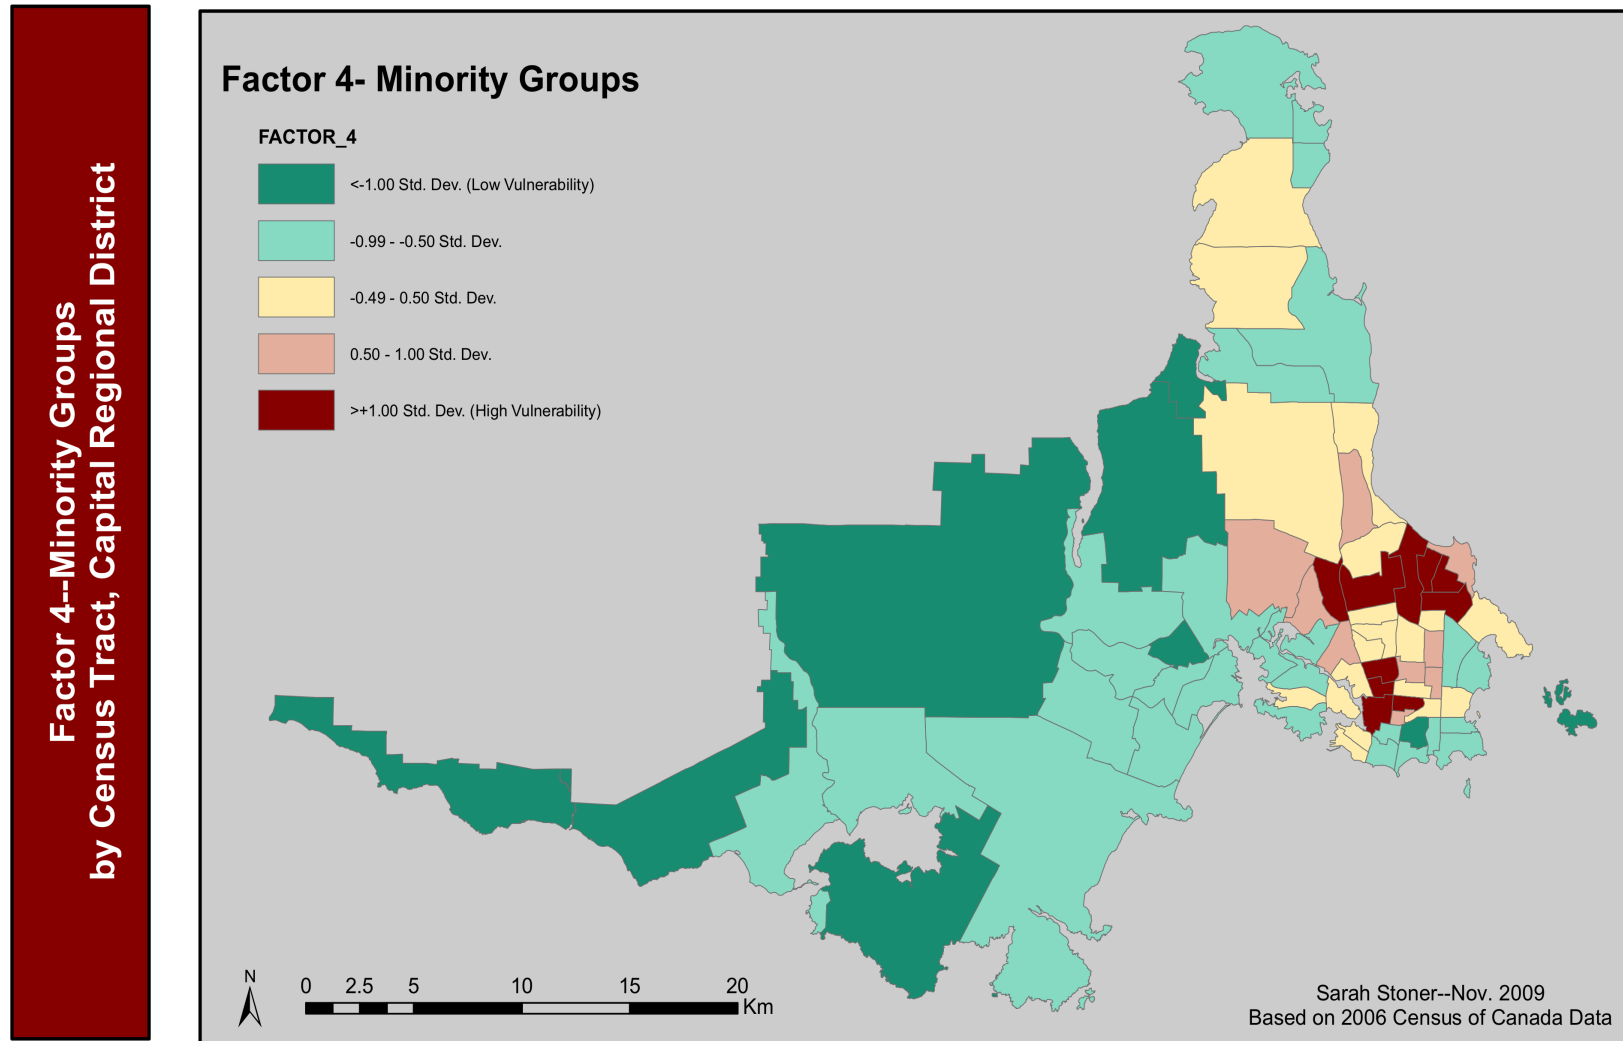 Factor 4--Minority Groups
by Census Tract, Capital Regional District
Factor 4- Minority Groups
FACTOR_4
<-1.00 Std. Dev. (Low Vulnerability)
-0.99 - -0.50 Std. Dev.
-0.49 - 0.50 Std. Dev.
0.50 - 1.00 Std. Dev.
>+1.00 Std. Dev. (High Vulnerability)
N
0 2.5 5 10 15 20
Km
Sarah Stoner--Nov. 2009
Based on 2006 Census of Canada Data